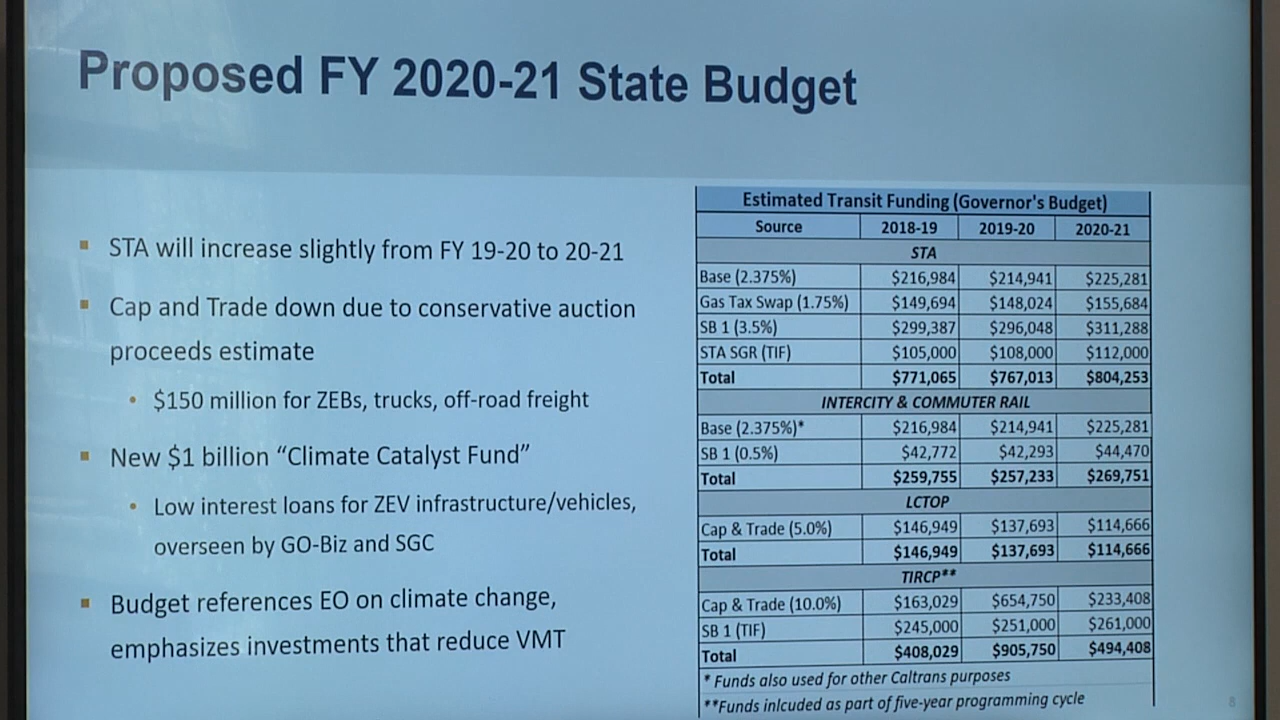 Proposed FY 2020-21 State Budget
▪ STA will increase slightly from FY 19-20 to 20-21
▪ Cap and Trade down due to conservative auction
proceeds estimate
• $150 million for ZEBs, trucks, off-road freight
▪ New $1 billion “Climate Catalyst Fund”
• Low interest loans for ZEV infrastructure/vehicles,
overseen by GO-Biz and SGC
▪ Budget references EO on climate change,
emphasizes investments that reduce VMT
Estimated Transit Funding (Governor's Budget)
Source 2018-19 2019-20 2020-21
STA
Base (2.375%) $216,984 $214,941 $225,281
Gas Tax Swap (1.75%) $149,694 $148,024 $155,684
SB 1 (3.5%) $299,387 $296,048 $311,288
STA SGR (TIF) $105,000 $108,000 $112,000
Total $771,065 $767,013 $804,253
INTERCITY & COMMUTER RAIL
Base (2.375%)* $216,984 $214,941 $225,281
SB 1 (0.5%) $42,772 $42,293 $44,470
Total $259,755 $257,233 $269,751
LCTOP
Cap & Trade (5.0%) $146,949 $137,693 $114,666
Total $146,949 $137,693 $114,666
TIRCP**
Cap & Trade (10.0%) $163,029 $654,750 $233,408
SB 1 (TIF) $245,000 $251,000 $261,000
Total $408,029 $905,750 $494,408
* Funds also used for other Caltrans purposes
**Funds inlcuded as part of five-year programming cycle
8